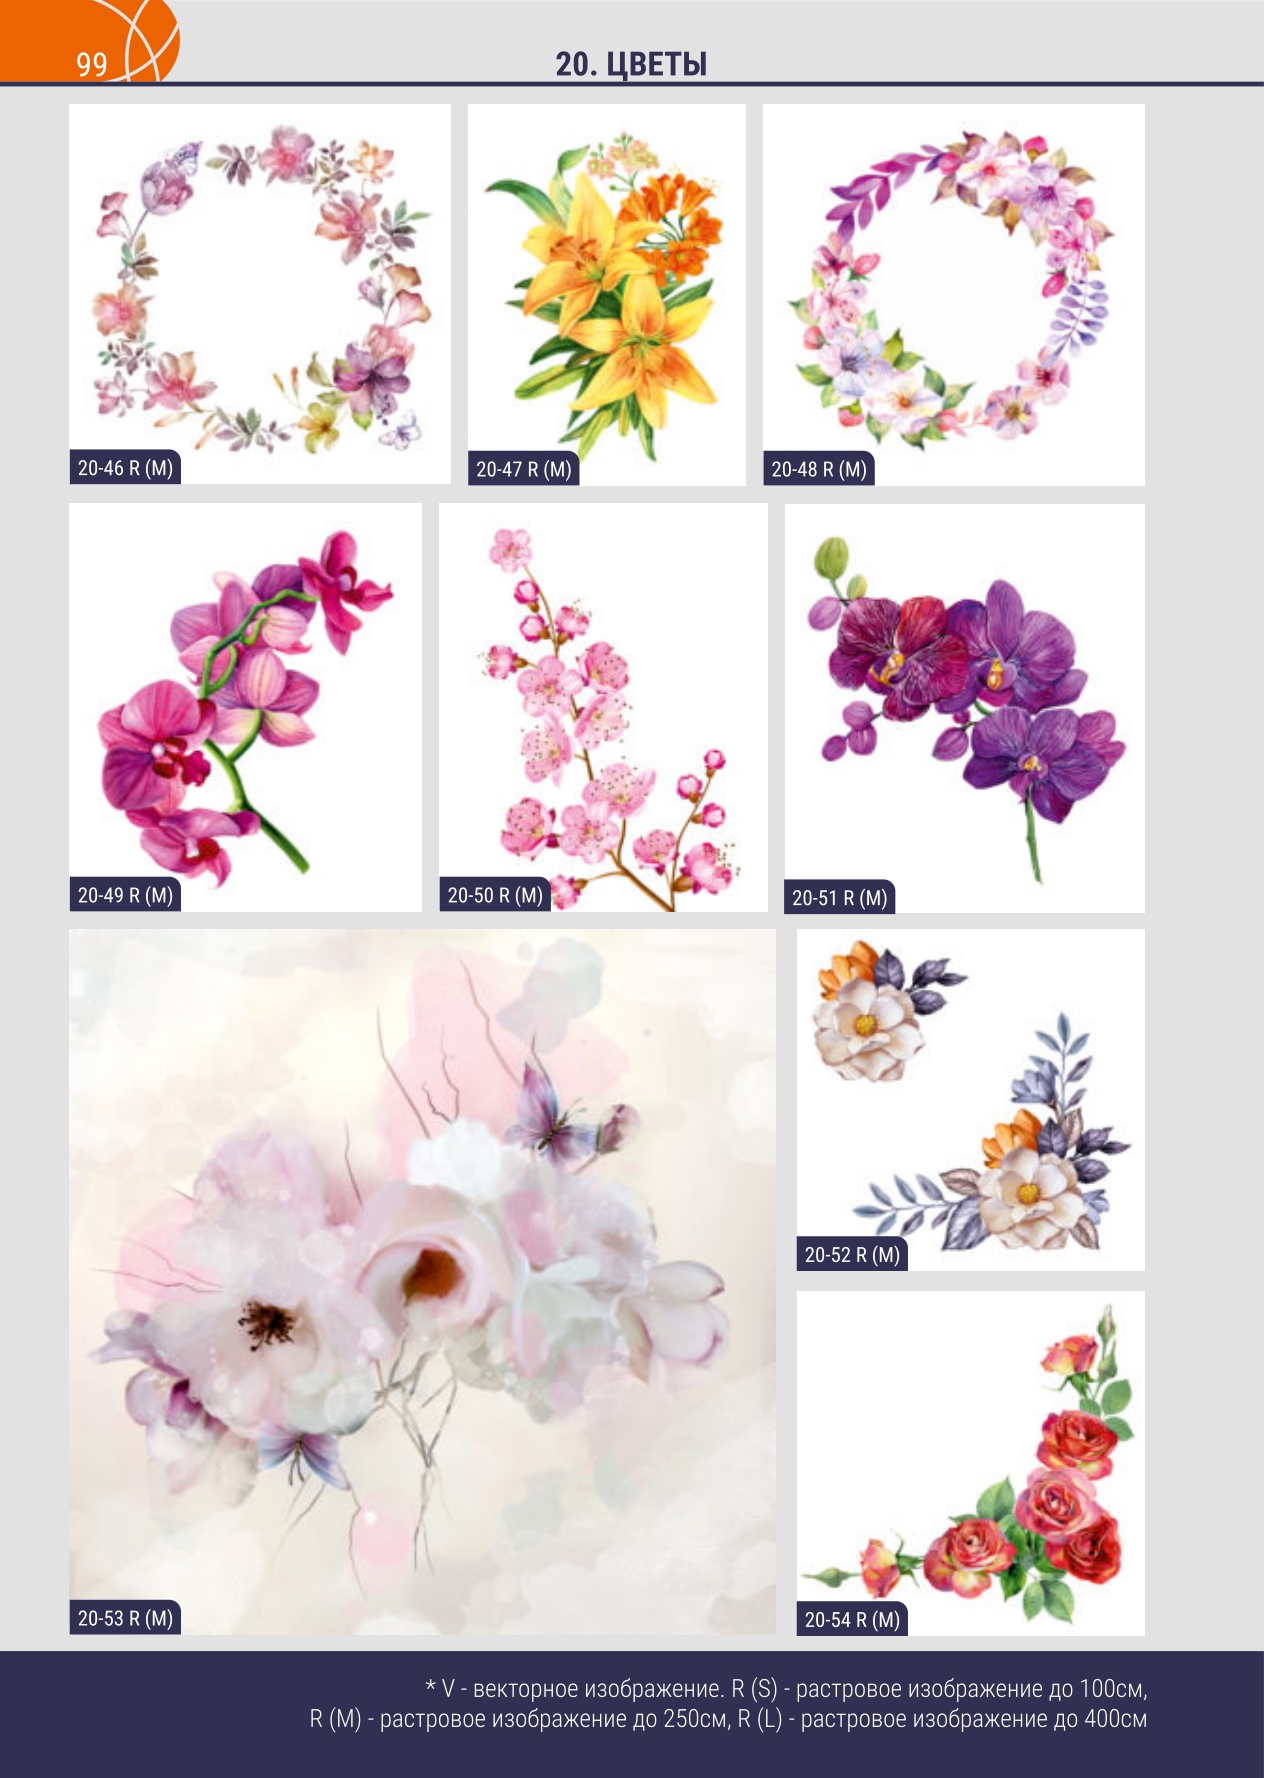 99
20. ЦВЕТЫ
20-46 R (M)
20-47 R (M)
20-48 R (M)
20-49 R (M)
20-50 R (M)
20-51 R (M)
20-52 R (M)
20-53 R (M)
20-54 R (M)
* V - векторное изображение. R (S) - растровое изображение до 100см,
R (M) - растровое изображение до 250см, R (L) - растровое изображение до 400см